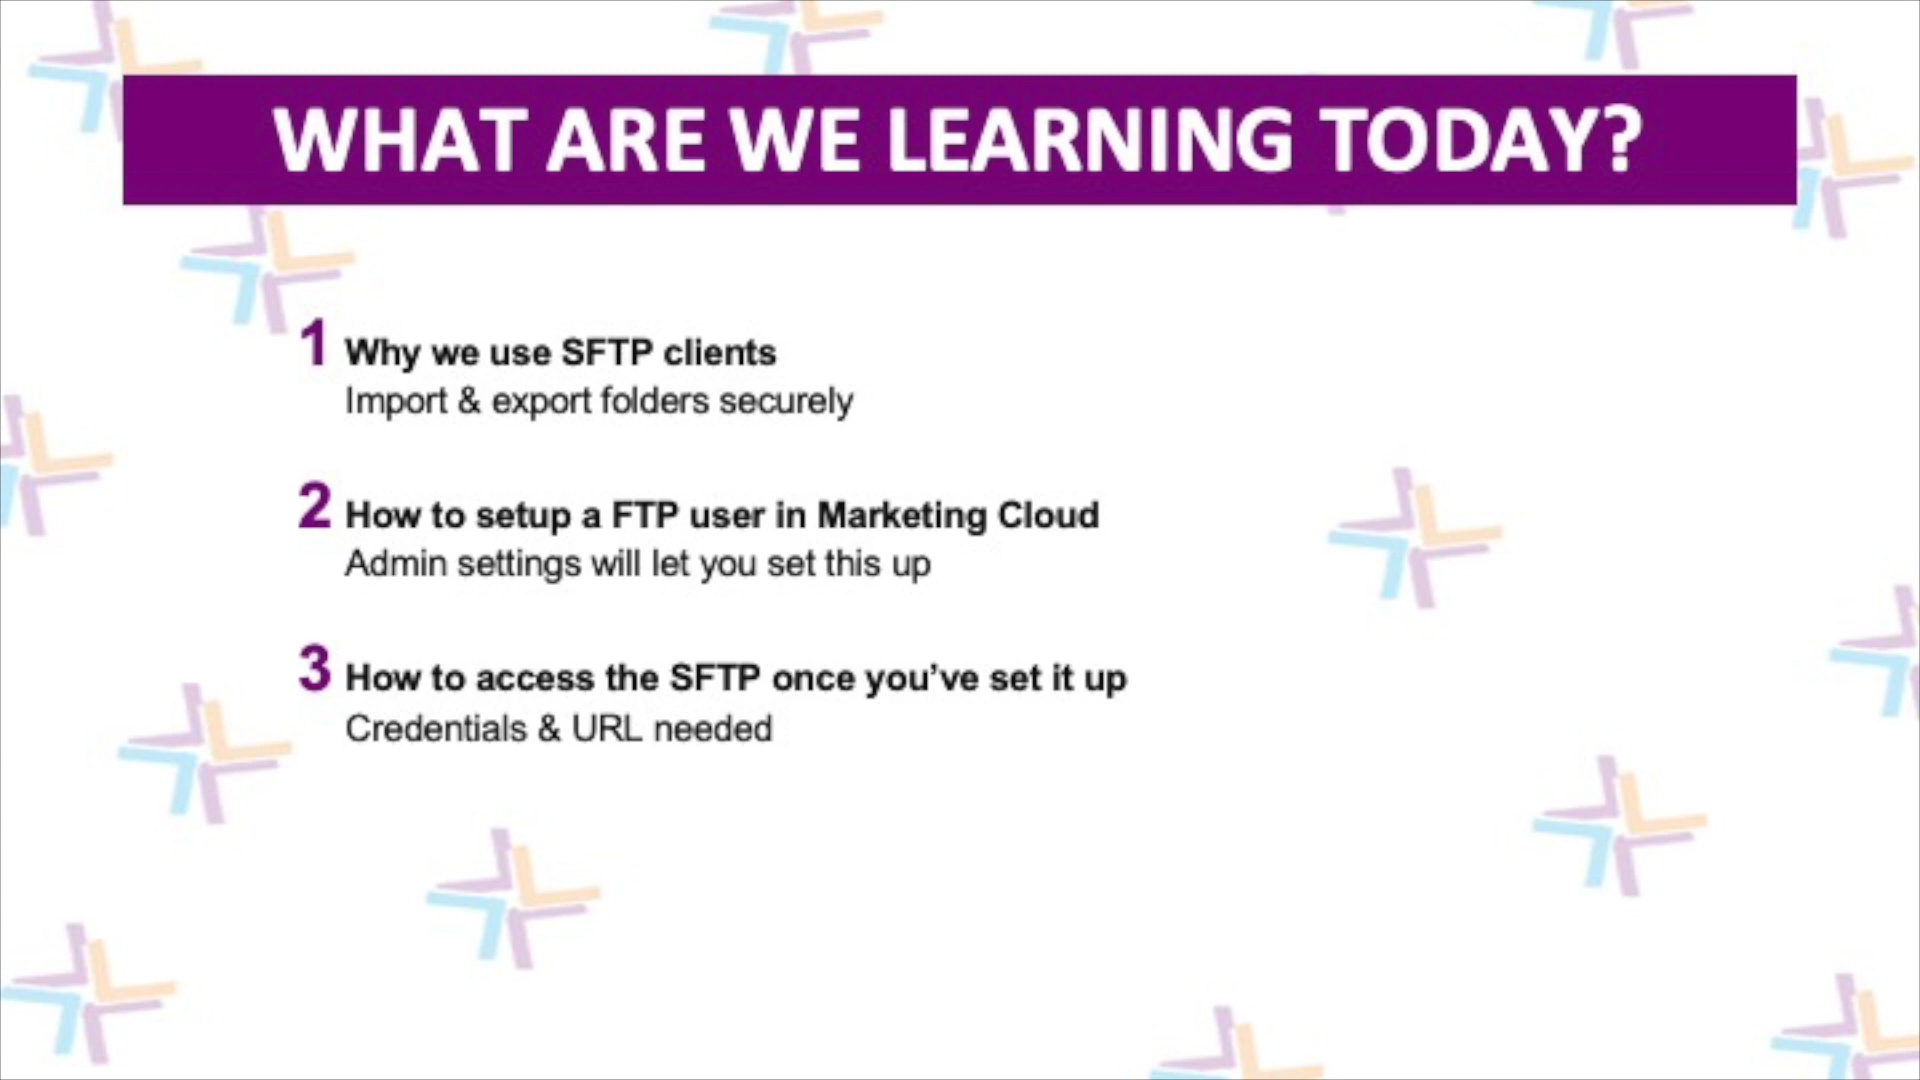 WHAT ARE WE LEARNING TODAY?
1 Why we use SFTP clients
Import & export folders securely
2 How to setup a FTP user in Marketing Cloud
Admin settings will let you set this up
3 How to access the SFTP once you’ve set it up
Credentials & URL needed